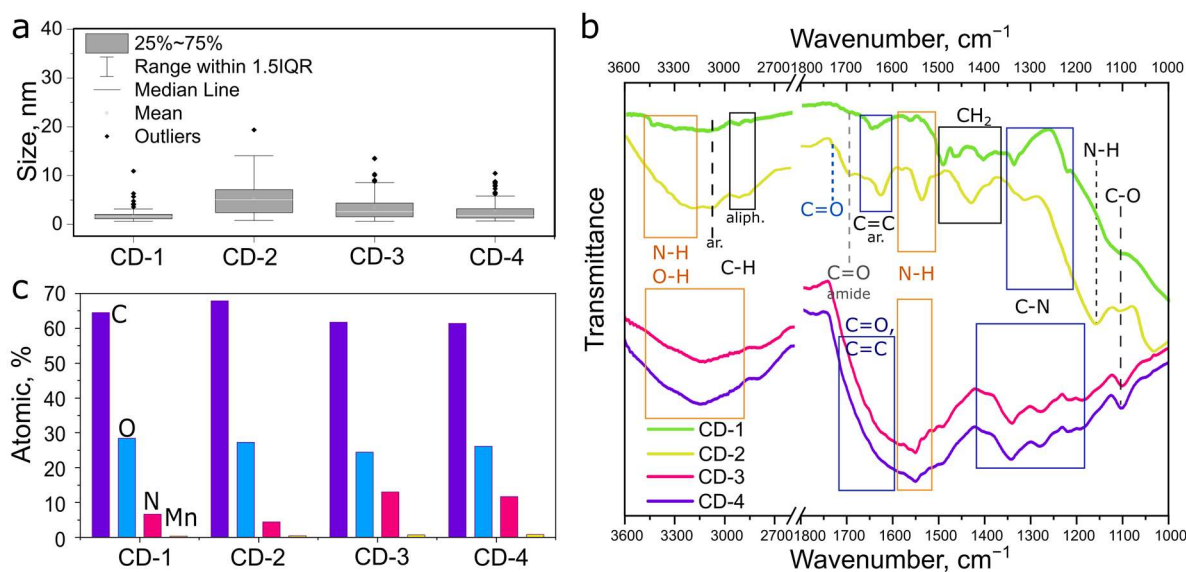 a
40
30
20
10
0
Size, nm
25%~75%
Range within 1.5IQR
Median Line
Mean
Outliers
CD-1 CD-2 CD-3 CD-4
b
Wavenumber, cm⁻¹
3600 3300 3000 2700 1800 1700 1600 1500 1400 1300 1200 1100 1000
Transmittance
CH₂
N-H
C-O
C=O
C=C
ar.
aliph.
ar.
N-H
O-H
C-H
C=O
amide
N-H
C-N
C=O,
C=C
CD-1
CD-2
CD-3
CD-4
3600 3300 3000 2700 1800 1700 1600 1500 1400 1300 1200 1100 1000
Wavenumber, cm⁻¹
c
70
60
50
40
30
20
10
0
Atomic, %
C
O
N
Mn
CD-1 CD-2 CD-3 CD-4